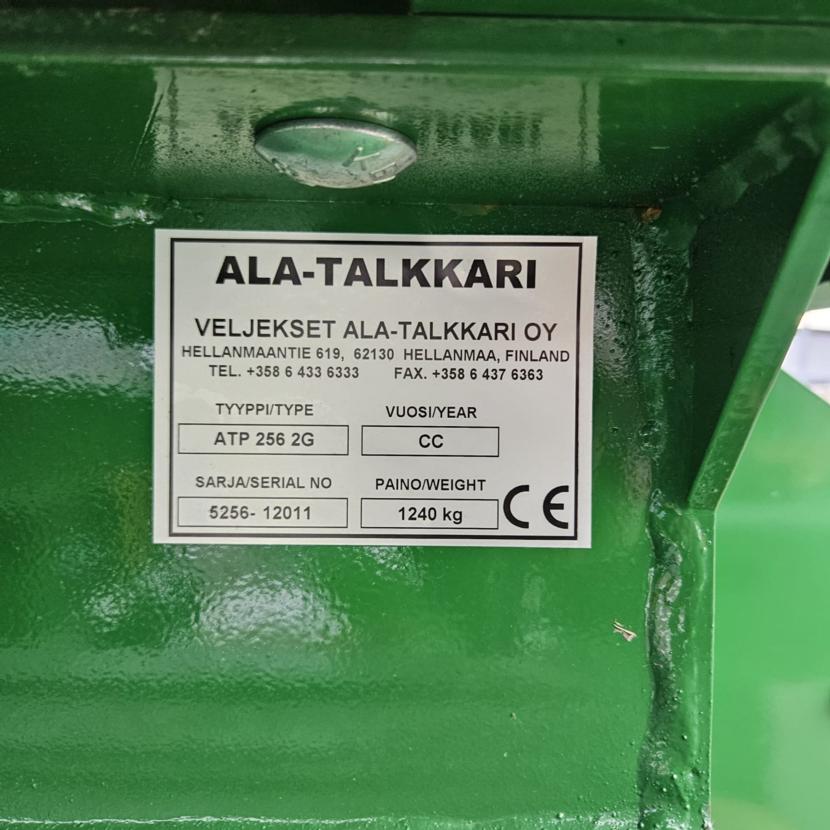 ALA-TALKKARI
VELJEKSET ALA-TALKKARI OY
HELLANMAANTIE 619, 62130 HELLANMAA, FINLAND
TEL. +358 6 433 6333 FAX. +358 6 437 6363
TYYPPI/TYPE VUOSI/YEAR
ATP 256 2G CC
SARJA/SERIAL NO PAINO/WEIGHT
5256- 12011 1240 kg CE